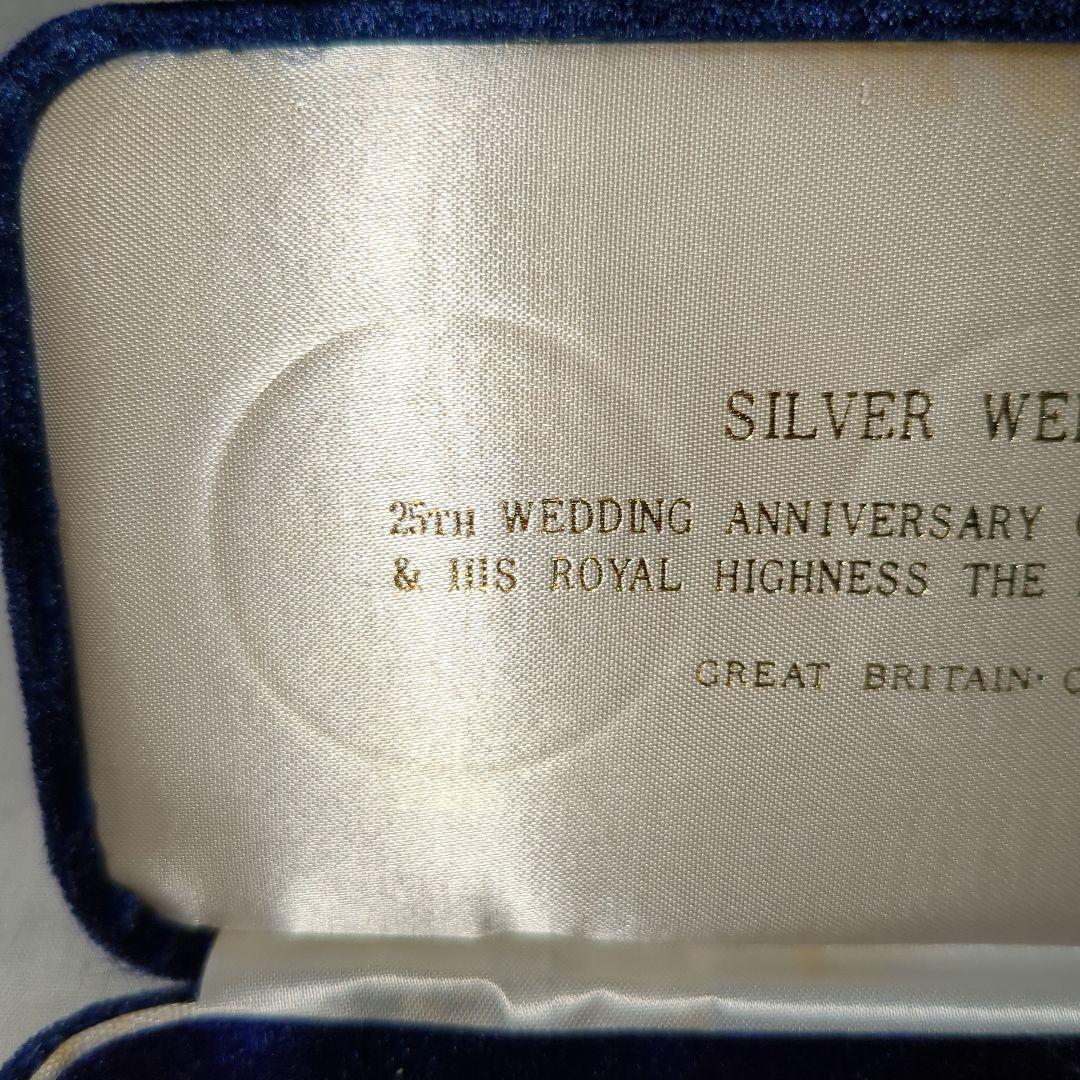 SILVER WE
25TH WEDDING ANNIVERSARY
& HIS ROYAL HIGHNESS THE
GREAT BRITAIN·